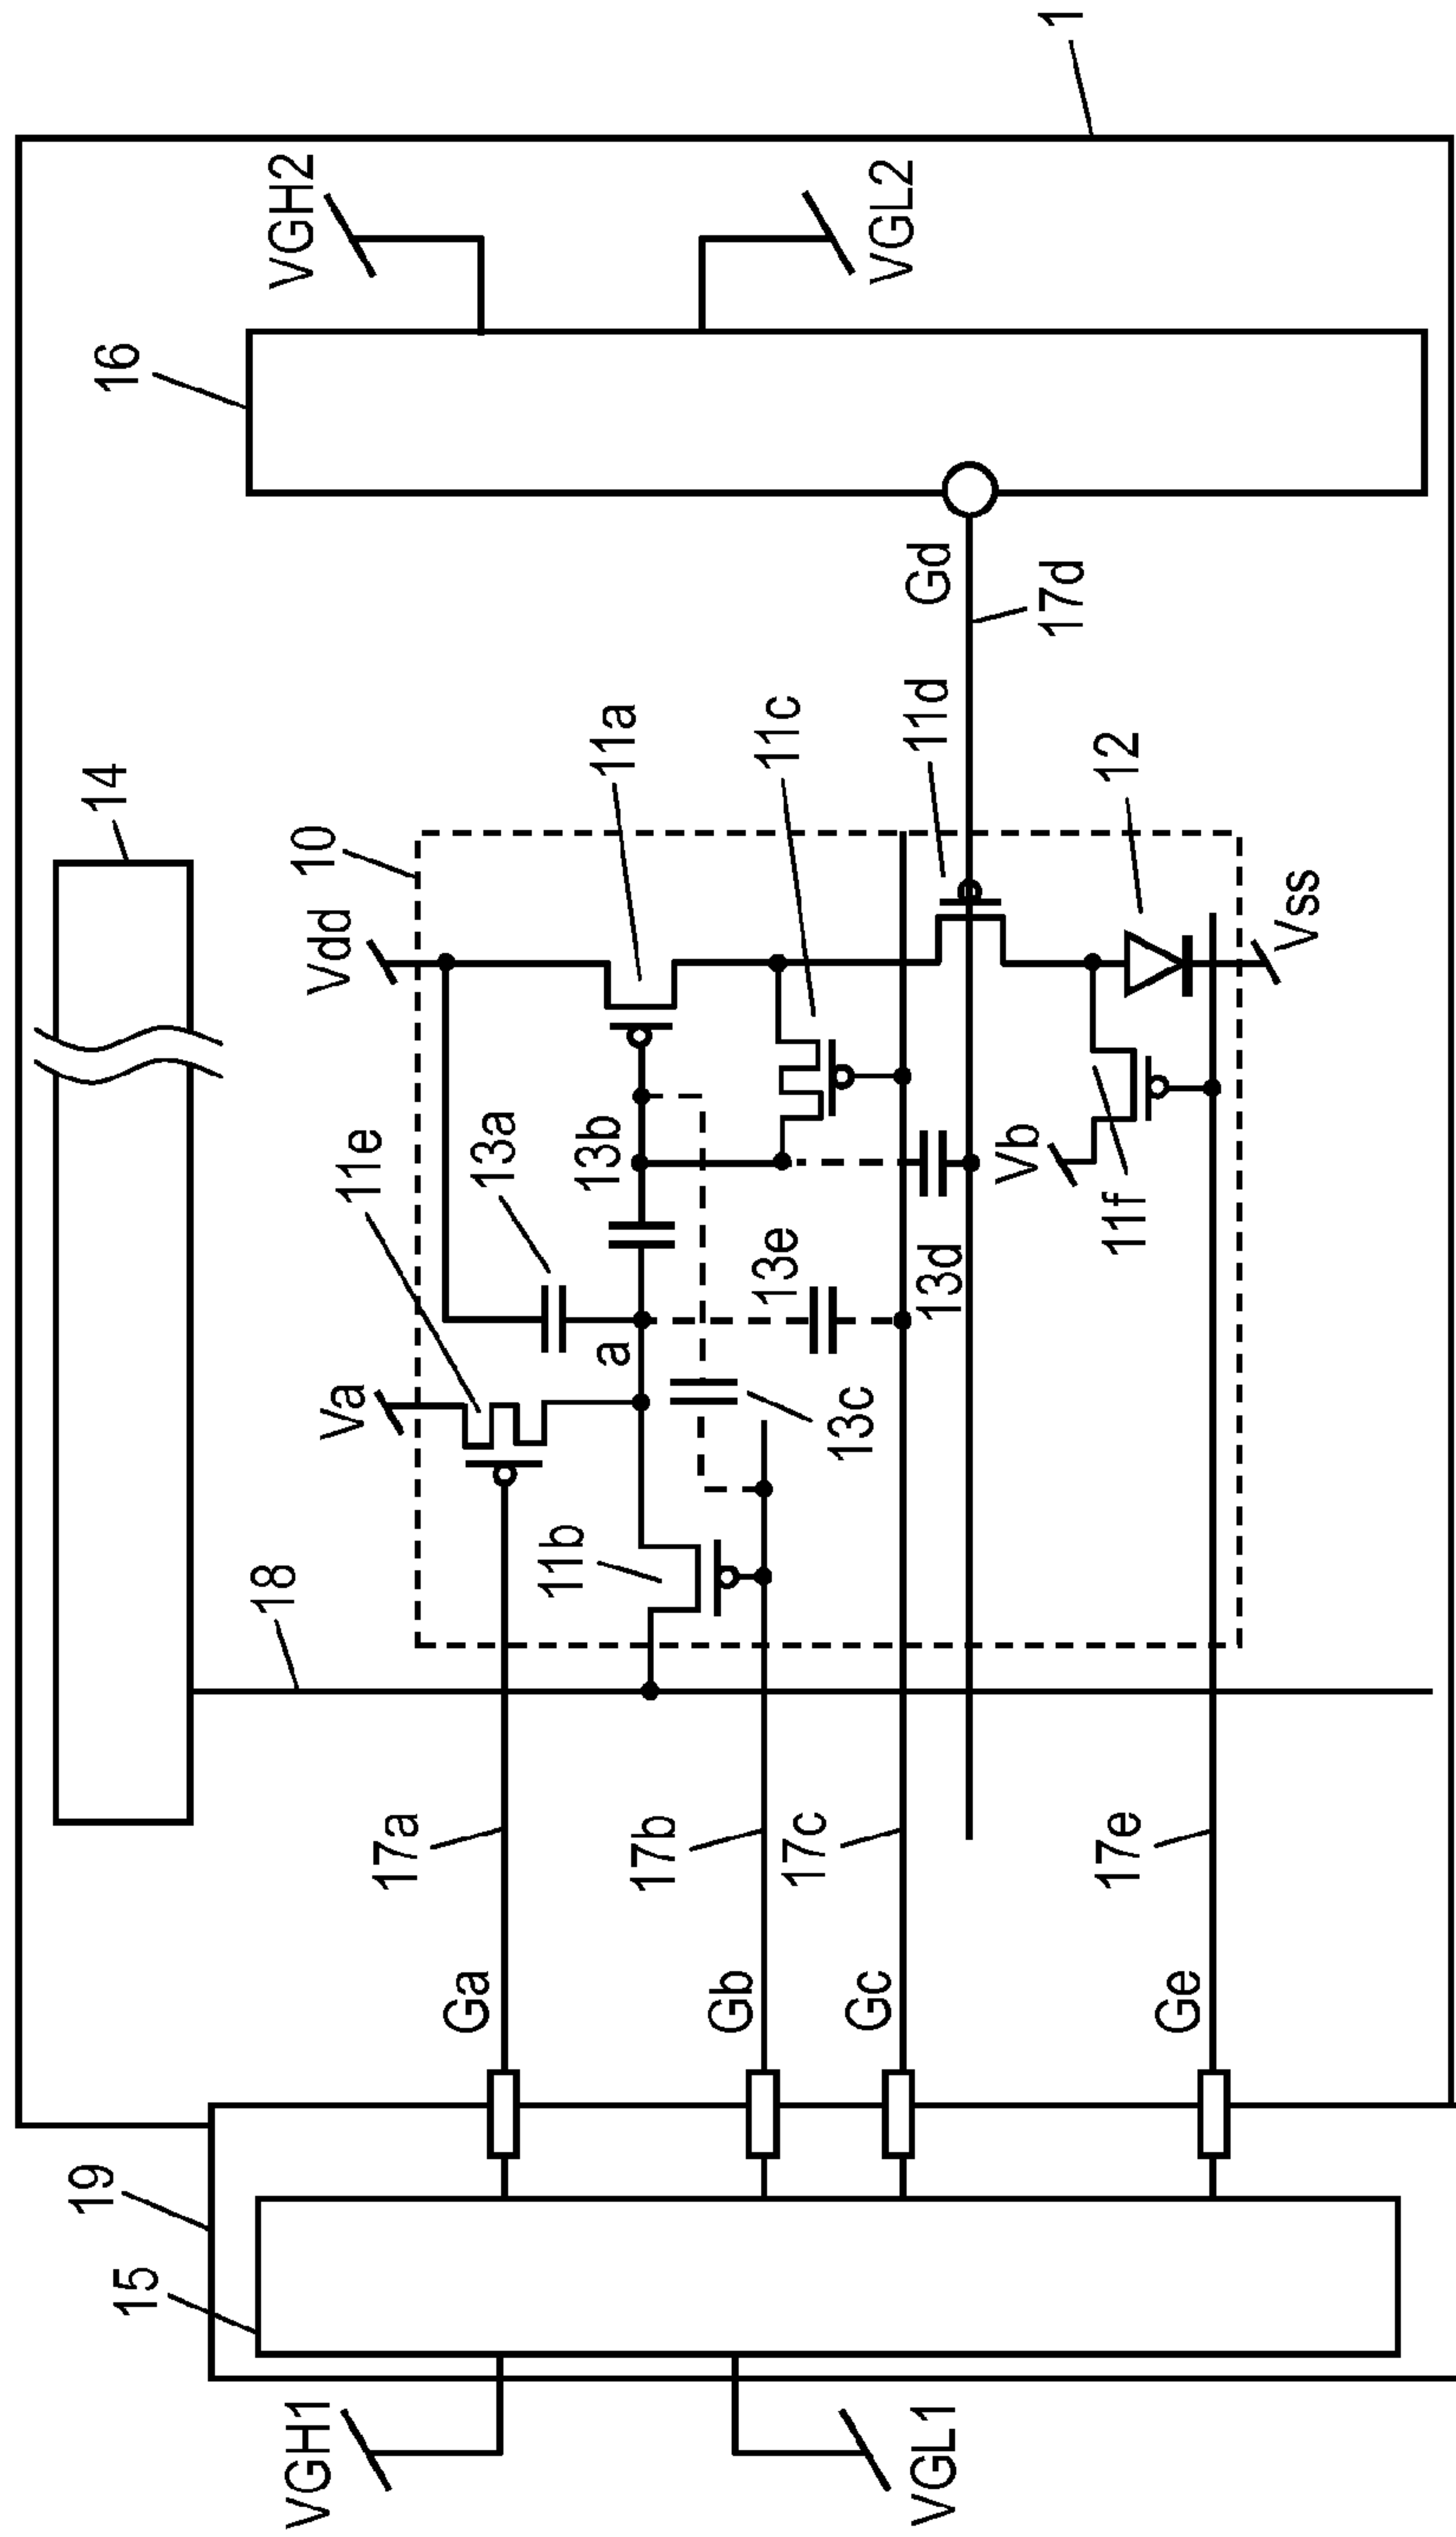 1
14
16
VGH2
VGL2
10
Vdd
11a
11c
11d
Gd
17d
12
Vss
11e
13a
13b
13e
13d
Vb
11f
Va
a
13c
11b
18
17a
17b
17c
17e
Ga
Gb
Gc
Ge
19
15
VGH1
VGL1